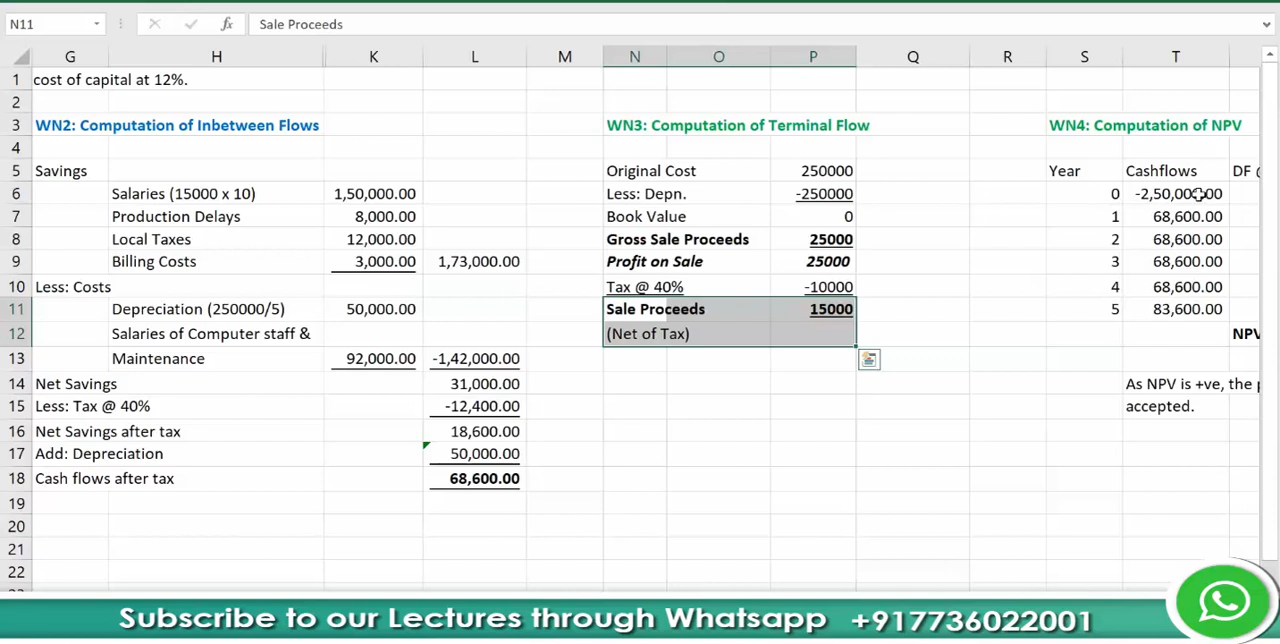 N11 fx Sale Proceeds
G H K L M N O P Q R S T
1 cost of capital at 12%.
2
3 WN2: Computation of Inbetween Flows WN3: Computation of Terminal Flow WN4: Computation of NPV
4
5 Savings Original Cost 250000 Year Cashflows DF
6 Salaries (15000 x 10) 1,50,000.00 Less: Depn. -250000 0 -2,50,000.00
7 Production Delays 8,000.00 Book Value 0 1 68,600.00
8 Local Taxes 12,000.00 Gross Sale Proceeds 25000 2 68,600.00
9 Billing Costs 3,000.00 1,73,000.00 Profit on Sale 25000 3 68,600.00
10 Less: Costs Tax @ 40% -10000 4 68,600.00
11 Depreciation (250000/5) 50,000.00 Sale Proceeds 15000 5 83,600.00
12 Salaries of Computer staff & (Net of Tax) NPV
13 Maintenance 92,000.00 -1,42,000.00
14 Net Savings 31,000.00 As NPV is +ve, the
15 Less: Tax @ 40% -12,400.00 accepted.
16 Net Savings after tax 18,600.00
17 Add: Depreciation 50,000.00
18 Cash flows after tax 68,600.00
19
20
21
22
Subscribe to our Lectures through Whatsapp +917736022001